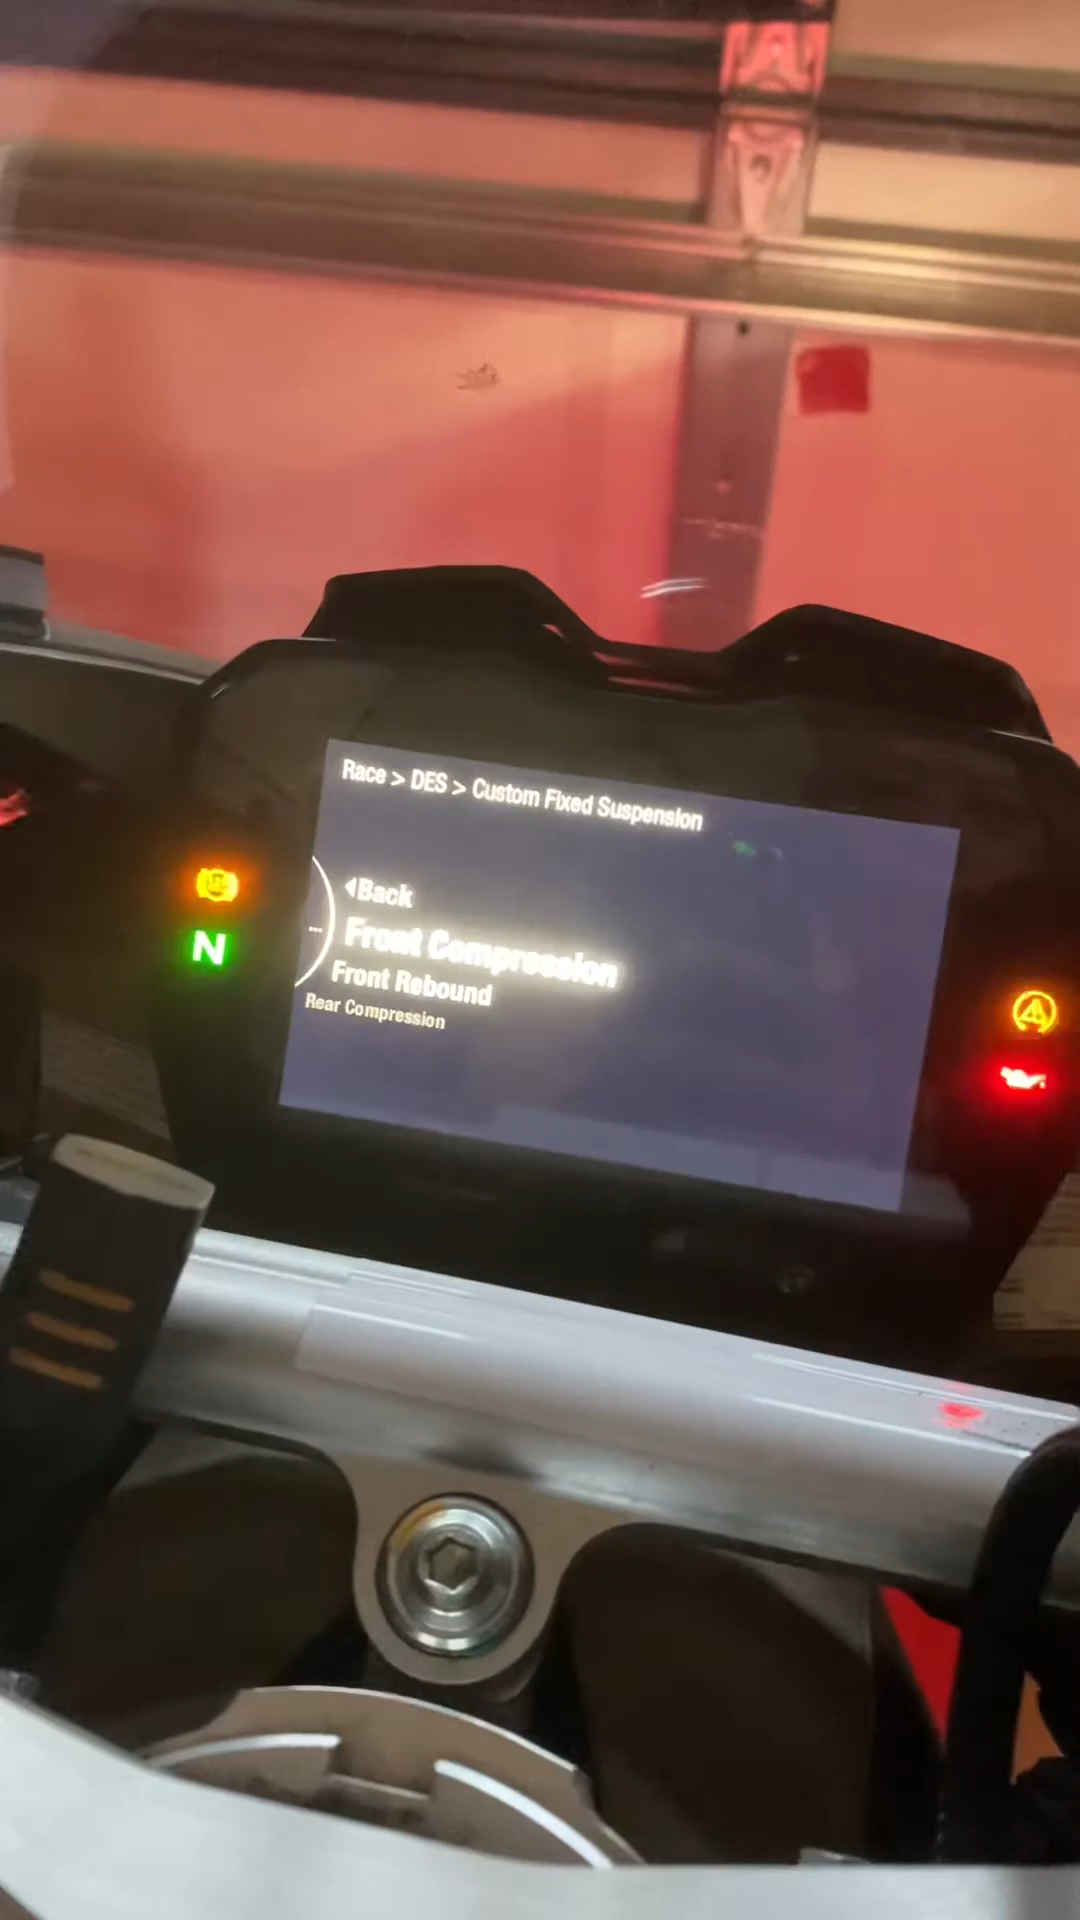 Race > DES > Custom Fixed Suspension
Back
Front Compression
Front Rebound
Rear Compression
N